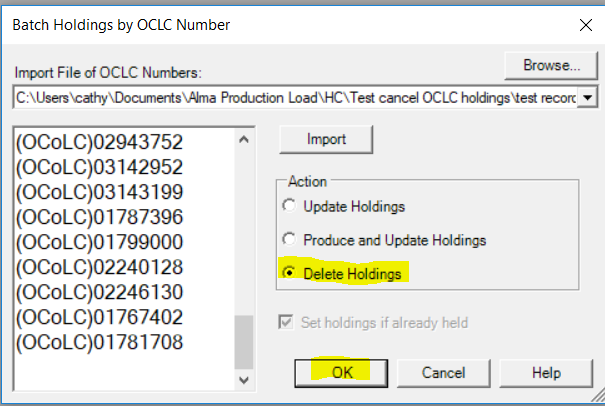 Batch Holdings by OCLC Number
Browse...
Import File of OCLC Numbers:
C:\Users\cathy\Documents\Alma Production Load\HC\Test cancel OCLC holdings\test recor
(OCoLC)02943752
(OCoLC)03142952
(OCoLC)03143199
(OCoLC)01787396
(OCoLC)01799000
(OCoLC)02240128
(OCoLC)02246130
(OCoLC)01767402
(OCoLC)01781708
Import
Action
Update Holdings
Produce and Update Holdings
Delete Holdings
Set holdings if already held
OK
Cancel
Help